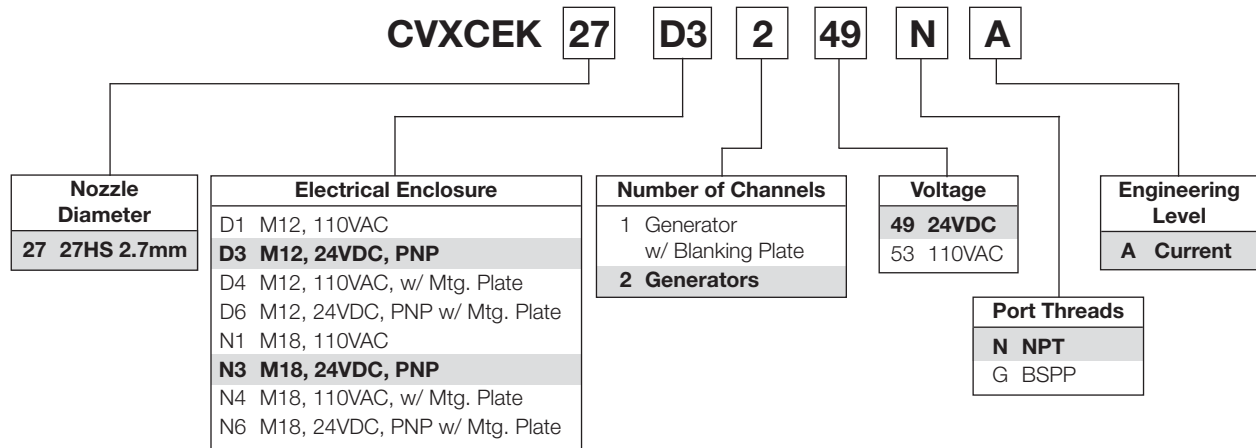 CVXCEK 27 D3 2 49 N A
Nozzle
Diameter
27 27HS 2.7mm
Electrical Enclosure
D1 M12, 110VAC
D3 M12, 24VDC, PNP
D4 M12, 110VAC, w/ Mtg. Plate
D6 M12, 24VDC, PNP w/ Mtg. Plate
N1 M18, 110VAC
N3 M18, 24VDC, PNP
N4 M18, 110VAC, w/ Mtg. Plate
N6 M18, 24VDC, PNP w/ Mtg. Plate
Number of Channels
1 Generator
w/ Blanking Plate
2 Generators
Voltage
49 24VDC
53 110VAC
Port Threads
N NPT
G BSPP
Engineering
Level
A Current